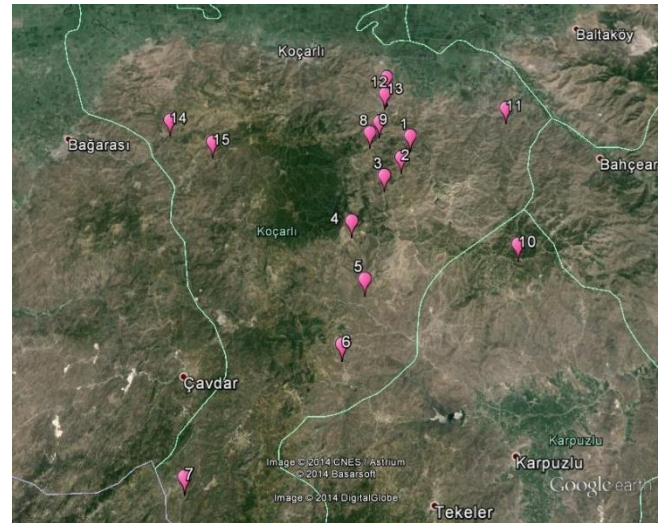 Baltaköy
Koçarlı
12
13
11
14
8
9
1
Bağarası
15
2
Bahçear
3
4
Koçarlı
10
5
6
Çavdar
Karpuzlu
Image © 2014 CNES / Astrium
© 2014 Basarsoft
Karpuzlu
7
Google earth
Image © 2014 DigitalGlobe
Tekeler